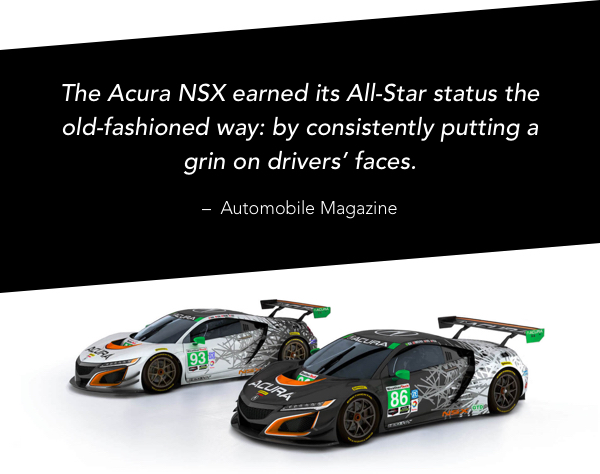 The Acura NSX earned its All-Star status the
old-fashioned way: by consistently putting a
grin on drivers’ faces.
– Automobile Magazine
ACURA
93
ACURA
86